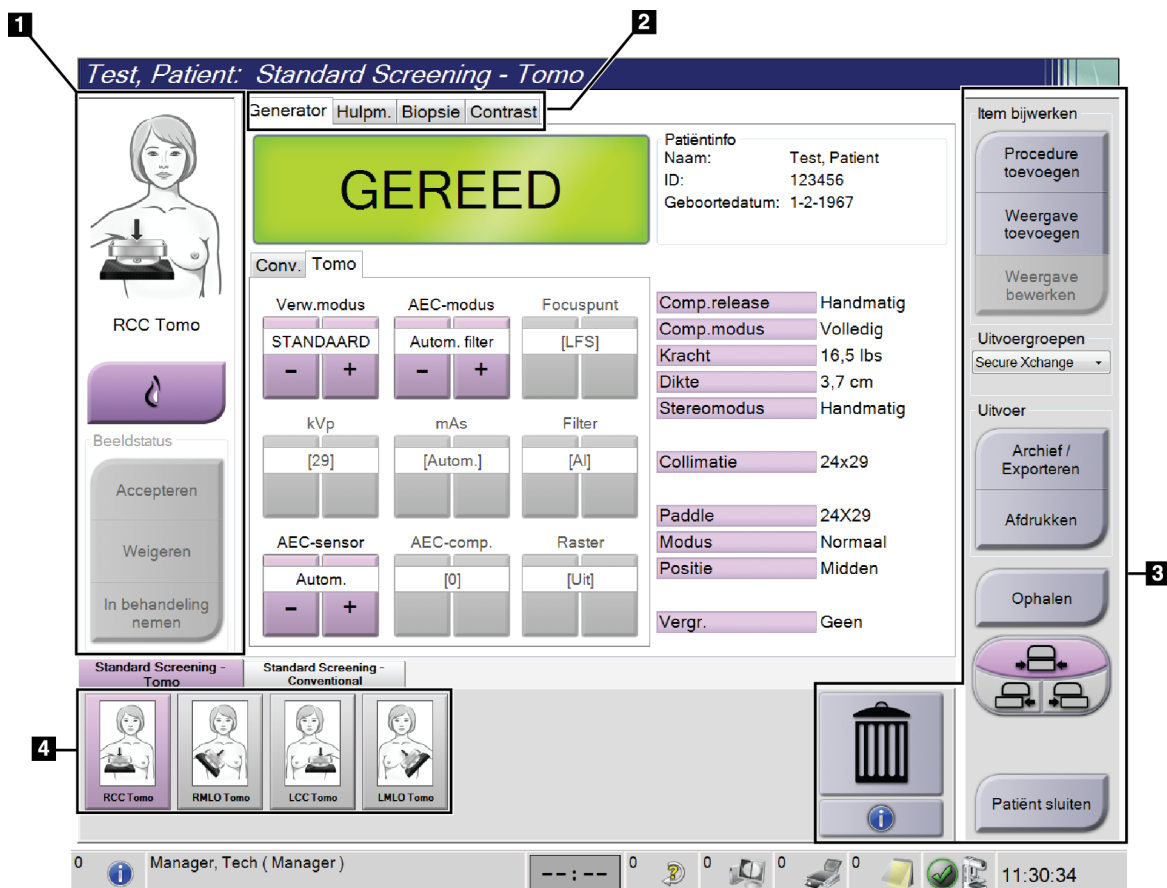 1
2
Test, Patient: Standard Screening - Tomo
Generator Hulpm. Biopsie Contrast
GEREED
Patiëntinfo
Naam: Test, Patient
ID: 123456
Geboortedatum: 1-2-1967
RCC Tomo
Beeldstatus
Accepteren
Weigeren
In behandeling
nemen
Conv. Tomo
Verw.modus AEC-modus Focuspunt
STANDAARD Autom. filter [LFS]
- + - +
kVp mAs Filter
[29] [Autom.] [Al]
AEC-sensor AEC-comp. Raster
Autom. [0] [Uit]
- +
Comp.release Handmatig
Comp.modus Volledig
Kracht 16,5 lbs
Dikte 3,7 cm
Stereomodus Handmatig
Collimatie 24x29
Paddle 24X29
Modus Normaal
Positie Midden
Vergr. Geen
Item bijwerken
Procedure
toevoegen
Weergave
toevoegen
Weergave
bewerken
Uitvoergroepen
Secure Xchange
Uitvoer
Archief /
Exporteren
Afdrukken
3
Ophalen
Patiënt sluiten
Standard Screening -
Tomo
Standard Screening -
Conventional
4
RCC Tomo RMLO Tomo LCC Tomo LMLO Tomo
0 Manager, Tech ( Manager ) --:-- 0 0 0 0 11:30:34